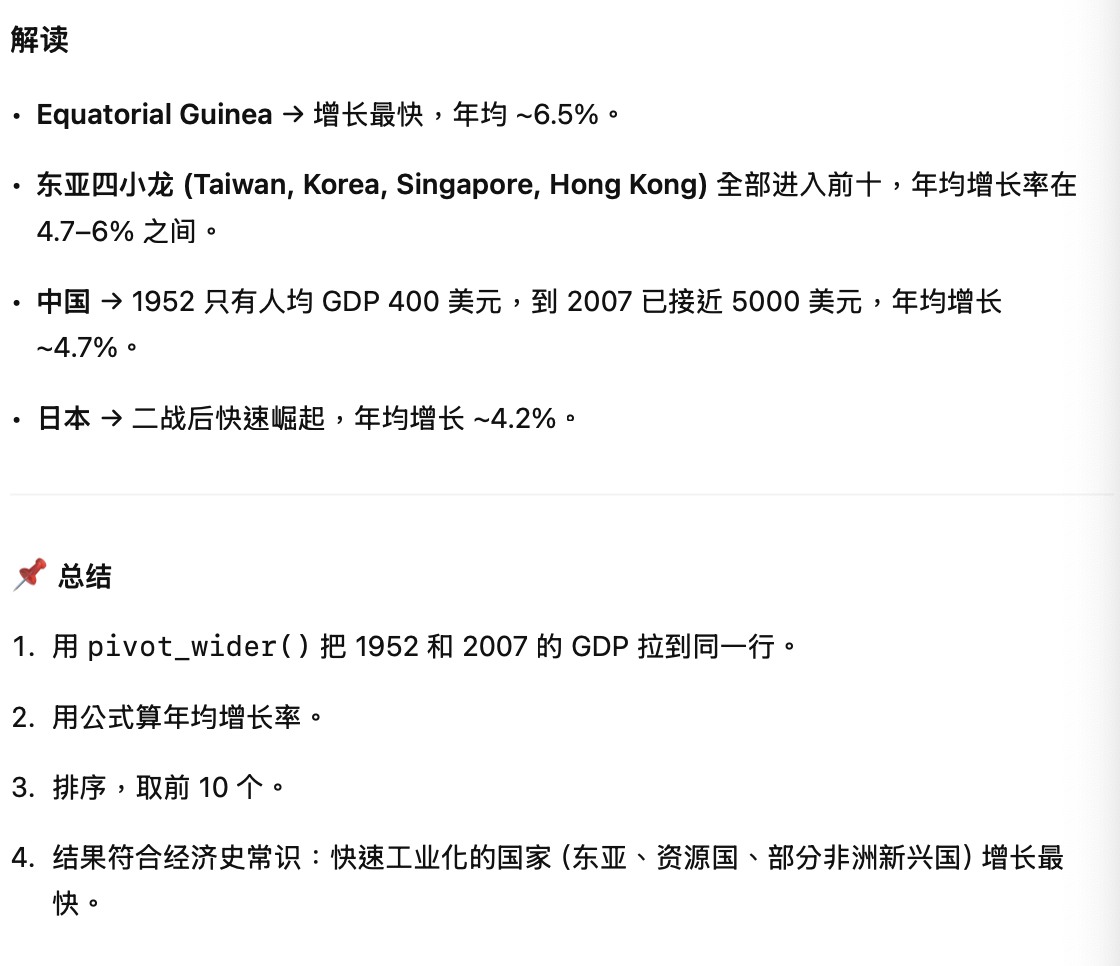 解读
• Equatorial Guinea → 增长最快，年均 ~6.5%。
• 东亚四小龙 (Taiwan, Korea, Singapore, Hong Kong) 全部进入前十，年均增长率在
4.7–6% 之间。
• 中国 → 1952 只有人均 GDP 400 美元，到 2007 已接近 5000 美元，年均增长
~4.7%。
• 日本 → 二战后快速崛起，年均增长 ~4.2%。
📌 总结
1. 用 pivot_wider() 把 1952 和 2007 的 GDP 拉到同一行。
2. 用公式算年均增长率。
3. 排序，取前 10 个。
4. 结果符合经济史常识：快速工业化的国家 (东亚、资源国、部分非洲新兴国) 增长最
快。